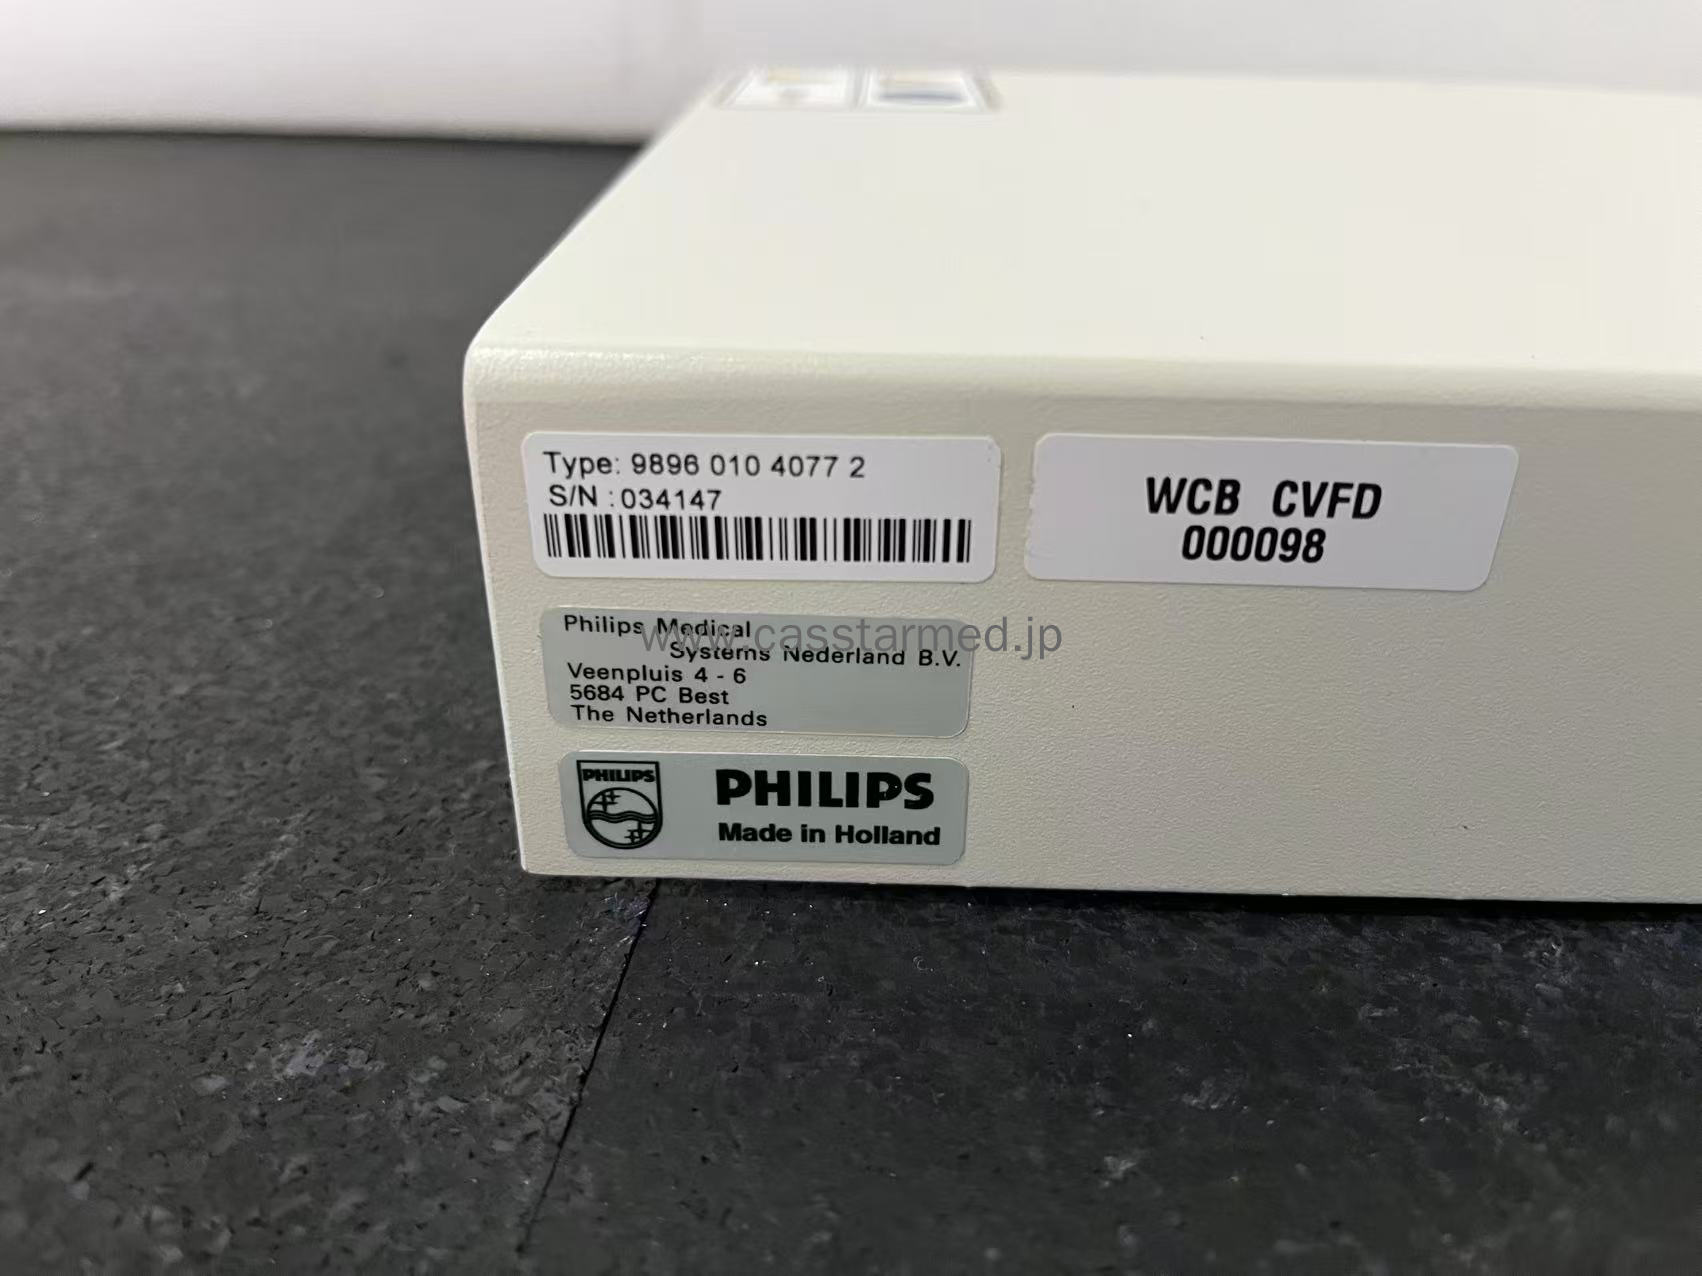 Type: 9896 010 4077 2
S/N : 034147
WCB CVFD
000098
Philips Medical
Systems Nederland B.V.
Veenpluis 4 - 6
5684 PC Best
The Netherlands
www.casstarmed.jp
PHILIPS
PHILIPS
Made in Holland